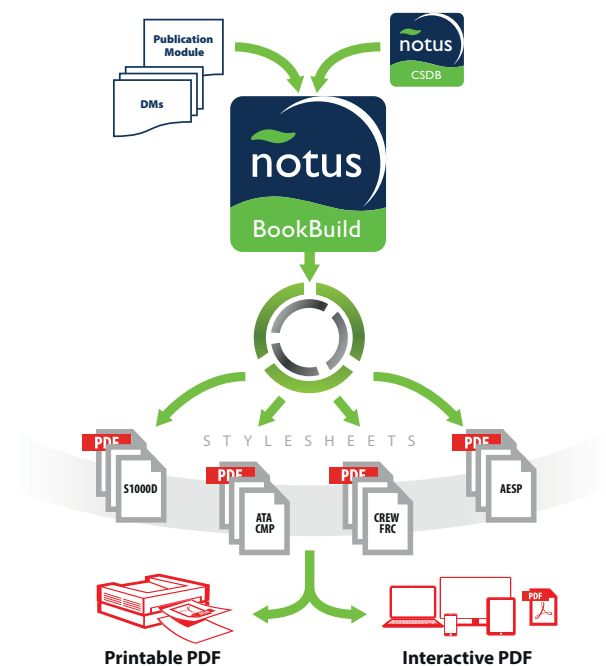 Publication
Module
DMs
notus
CSDB
notus
BookBuild
STYLESHEETS
PDF
S1000D
PDF
ATA
CMP
PDF
CREW
FRC
PDF
AESP
PDF
Printable PDF
Interactive PDF